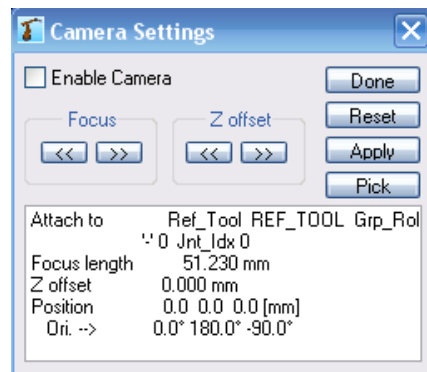 Camera Settings
Enable Camera
Done
Focus
Z offset
Reset
<< >>
<< >>
Apply
Pick
Attach to Ref_Tool REF_TOOL Grp_Rol
'-' 0 Jnt_Idx 0
Focus length 51.230 mm
Z offset 0.000 mm
Position 0.0 0.0 0.0 [mm]
Ori. --> 0.0° 180.0° -90.0°